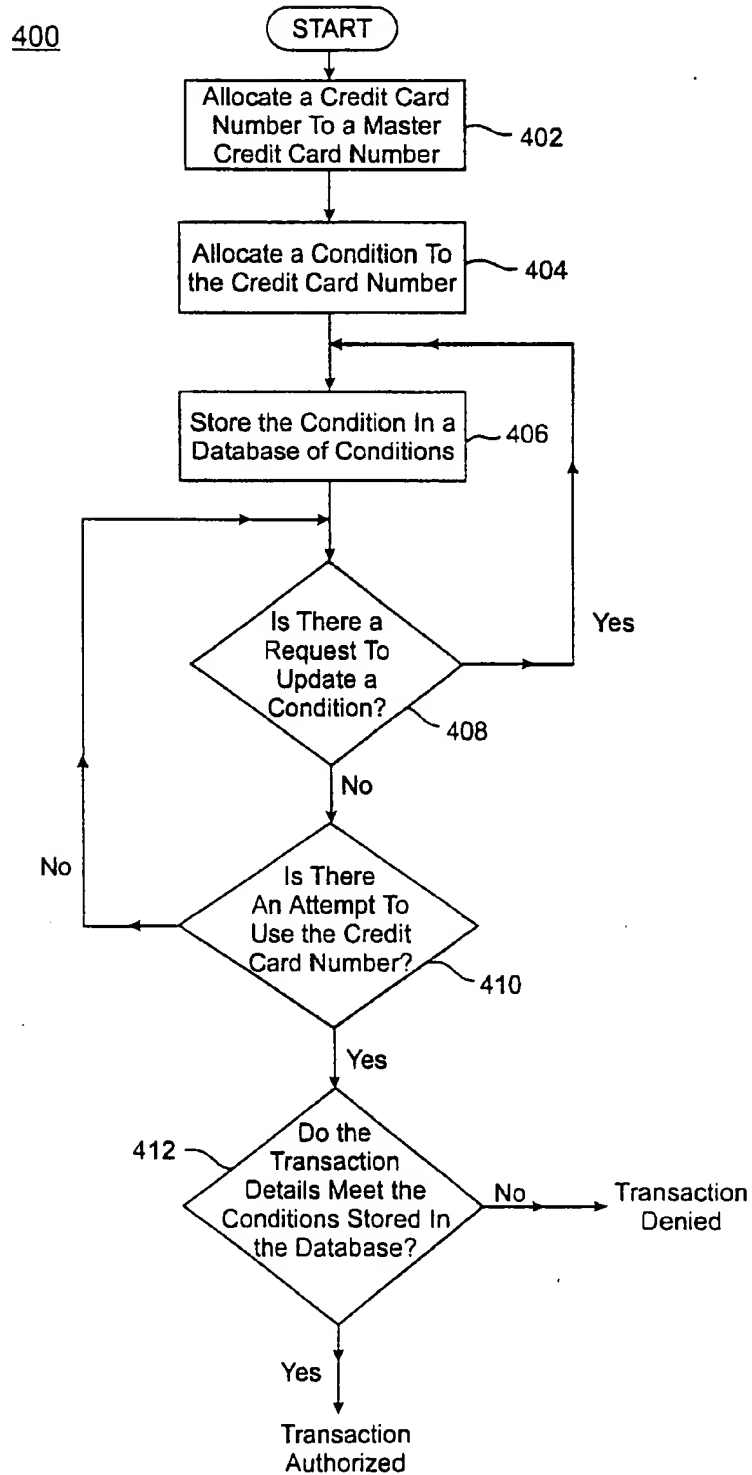 400
START
Allocate a Credit Card
Number To a Master
Credit Card Number
402
Allocate a Condition To
the Credit Card Number
404
Store the Condition In a
Database of Conditions
406
Is There a
Request To
Update a
Condition?
408
Yes
No
Is There
An Attempt To
Use the Credit
Card Number?
410
No
Yes
412
Do the
Transaction
Details Meet the
Conditions Stored In
the Database?
No
Transaction
Denied
Yes
Transaction
Authorized